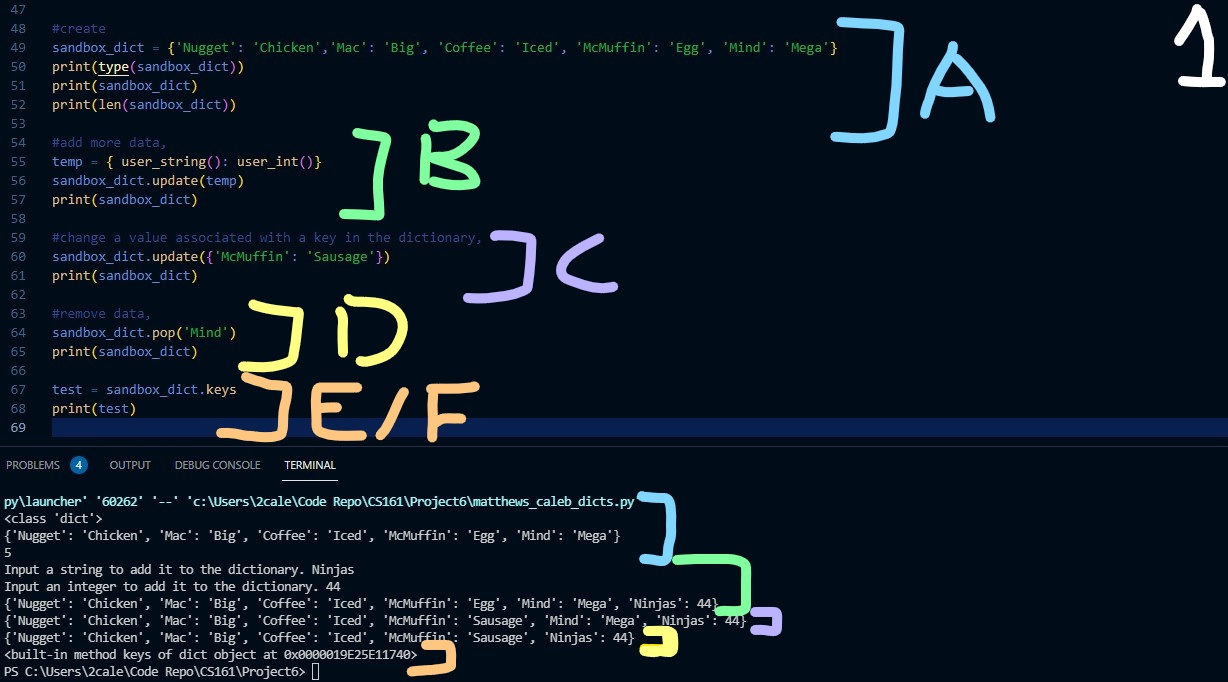 47
48 #create
49 sandbox_dict = {'Nugget': 'Chicken','Mac': 'Big', 'Coffee': 'Iced', 'McMuffin': 'Egg', 'Mind': 'Mega'}
50 print(type(sandbox_dict))
51 print(sandbox_dict)
52 print(len(sandbox_dict))
53
54 #add more data,
55 temp = { user_string(): user_int()}
56 sandbox_dict.update(temp)
57 print(sandbox_dict)
58
59 #change a value associated with a key in the dictionary,
60 sandbox_dict.update({'McMuffin': 'Sausage'})
61 print(sandbox_dict)
62
63 #remove data,
64 sandbox_dict.pop('Mind')
65 print(sandbox_dict)
66
67 test = sandbox_dict.keys
68 print(test)
69
1
A
B
C
D
E/F
PROBLEMS 4 OUTPUT DEBUG CONSOLE TERMINAL
py\launcher' '60262' '--' 'c:\Users\2cale\Code Repo\CS161\Project6\matthews_caleb_dicts.py
<class 'dict'>
{'Nugget': 'Chicken', 'Mac': 'Big', 'Coffee': 'Iced', 'McMuffin': 'Egg', 'Mind': 'Mega'}
5
Input a string to add it to the dictionary. Ninjas
Input an integer to add it to the dictionary. 44
{'Nugget': 'Chicken', 'Mac': 'Big', 'Coffee': 'Iced', 'McMuffin': 'Egg', 'Mind': 'Mega', 'Ninjas': 44}
{'Nugget': 'Chicken', 'Mac': 'Big', 'Coffee': 'Iced', 'McMuffin': 'Sausage', 'Mind': 'Mega', 'Ninjas': 44}
{'Nugget': 'Chicken', 'Mac': 'Big', 'Coffee': 'Iced', 'McMuffin': 'Sausage', 'Ninjas': 44}
<built-in method keys of dict object at 0x0000019E25E11740>
PS C:\Users\2cale\Code Repo\CS161\Project6>